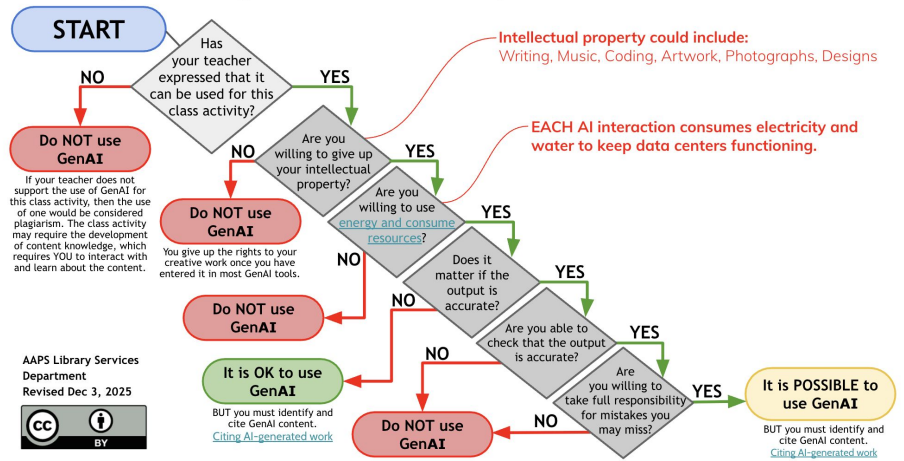 START
Has
your teacher
expressed that it
can be used for this
class activity?
NO
YES
Intellectual property could include:
Writing, Music, Coding, Artwork, Photographs, Designs
Do NOT use
GenAI
If your teacher does not
support the use of GenAI for
this class activity, then the use
of one would be considered
plagiarism. The class activity
may require the development
of content knowledge, which
requires YOU to interact with
and learn about the content.
Are you
willing to give up
your intellectual
property?
NO
YES
EACH AI interaction consumes electricity and
water to keep data centers functioning.
Do NOT use
GenAI
You give up the rights to your
creative work once you have
entered it in most GenAI tools.
Are you
willing to use
energy and consume
resources?
NO
YES
Do NOT use
GenAI
Does it
matter if the
output is
accurate?
NO
YES
It is OK to use
GenAI
BUT you must identify and
cite GenAI content.
Citing AI-generated work
Are you able to
check that the output
is accurate?
NO
YES
Do NOT use
GenAI
Are
you willing to
take full responsibility
for mistakes you
may miss?
NO
YES
It is POSSIBLE to
use GenAI
BUT you must identify and
cite GenAI content.
Citing AI-generated work
AAPS Library Services
Department
Revised Dec 3, 2025
CC
BY